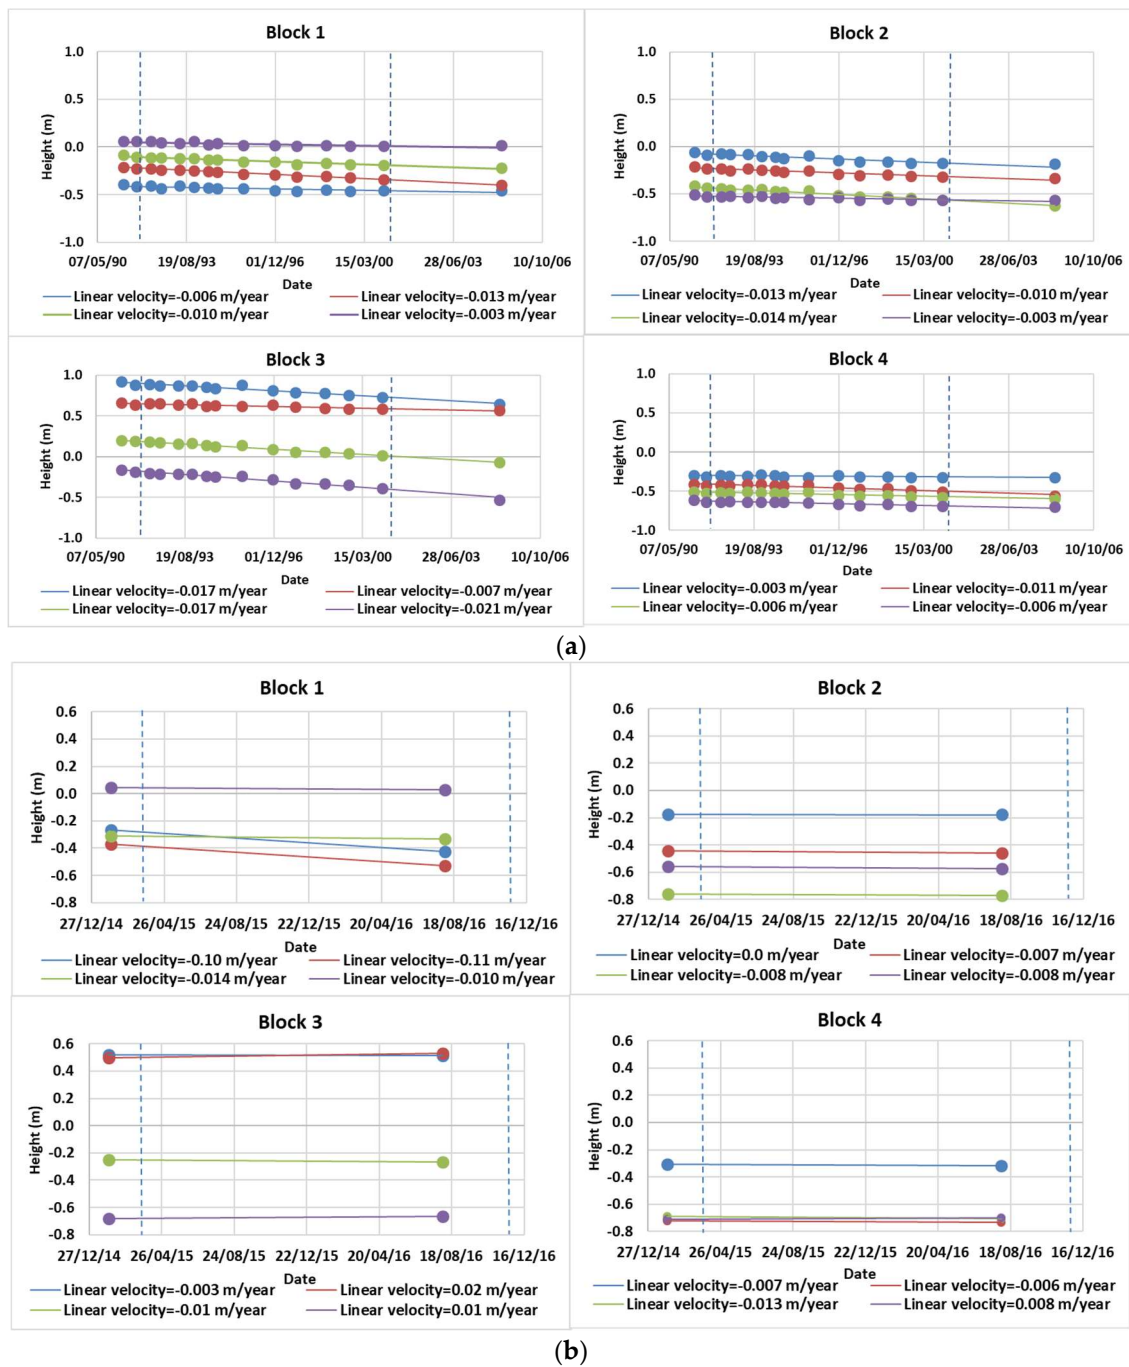 Block 1
1.0
0.5
0.0
-0.5
-1.0
Height (m)
07/05/90 19/08/93 01/12/96 15/03/00 28/06/03 10/10/06
Date
Linear velocity=-0.006 m/year Linear velocity=-0.013 m/year
Linear velocity=-0.010 m/year Linear velocity=-0.003 m/year
Block 2
1.0
0.5
0.0
-0.5
-1.0
Height (m)
07/05/90 19/08/93 01/12/96 15/03/00 28/06/03 10/10/06
Date
Linear velocity=-0.013 m/year Linear velocity=-0.010 m/year
Linear velocity=-0.014 m/year Linear velocity=-0.003 m/year
Block 3
1.0
0.5
0.0
-0.5
-1.0
Height (m)
07/05/90 19/08/93 01/12/96 15/03/00 28/06/03 10/10/06
Date
Linear velocity=-0.017 m/year Linear velocity=-0.007 m/year
Linear velocity=-0.017 m/year Linear velocity=-0.021 m/year
Block 4
1.0
0.5
0.0
-0.5
-1.0
Height (m)
07/05/90 19/08/93 01/12/96 15/03/00 28/06/03 10/10/06
Date
Linear velocity=-0.003 m/year Linear velocity=-0.011 m/year
Linear velocity=-0.006 m/year Linear velocity=-0.006 m/year
(a)
Block 1
0.6
0.4
0.2
0.0
-0.2
-0.4
-0.6
-0.8
Height (m)
27/12/14 26/04/15 24/08/15 22/12/15 20/04/16 18/08/16 16/12/16
Date
Linear velocity=-0.10 m/year Linear velocity=-0.11 m/year
Linear velocity=-0.014 m/year Linear velocity=-0.010 m/year
Block 2
0.6
0.4
0.2
0.0
-0.2
-0.4
-0.6
-0.8
Height (m)
27/12/14 26/04/15 24/08/15 22/12/15 20/04/16 18/08/16 16/12/16
Date
Linear velocity=0.0 m/year Linear velocity=-0.007 m/year
Linear velocity=-0.008 m/year Linear velocity=-0.008 m/year
Block 3
0.6
0.4
0.2
0.0
-0.2
-0.4
-0.6
-0.8
Height (m)
27/12/14 26/04/15 24/08/15 22/12/15 20/04/16 18/08/16 16/12/16
Date
Linear velocity=-0.003 m/year Linear velocity=0.02 m/year
Linear velocity=-0.01 m/year Linear velocity=0.01 m/year
Block 4
0.6
0.4
0.2
0.0
-0.2
-0.4
-0.6
-0.8
Height (m)
27/12/14 26/04/15 24/08/15 22/12/15 20/04/16 18/08/16 16/12/16
Date
Linear velocity=-0.007 m/year Linear velocity=-0.006 m/year
Linear velocity=-0.013 m/year Linear velocity=0.008 m/year
(b)